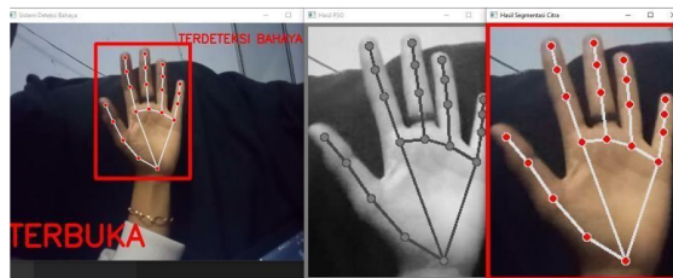 Sistem Deteksi Bahaya
Hasil PSO
Hasil Segmentasi Citra
TERDETEKSI BAHAYA
TERBUKA